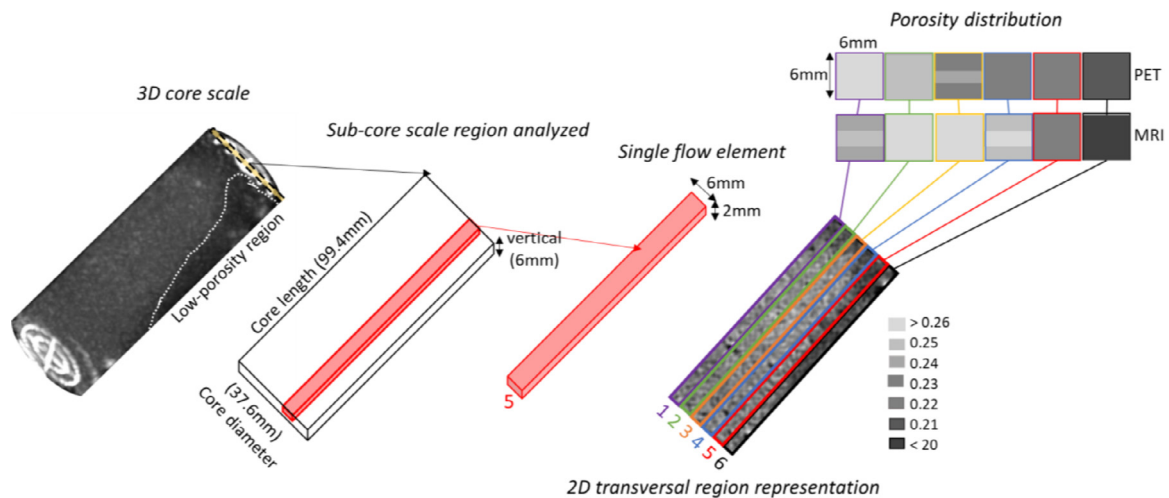 Porosity distribution
6mm
6mm
PET
MRI
3D core scale
Sub-core scale region analyzed
Single flow element
Low-porosity region
Core length (99.4mm)
vertical
(6mm)
(37.6mm)
Core diameter
6mm
2mm
5
1 2 3 4 5 6
> 0.26
0.25
0.24
0.23
0.22
0.21
< 20
2D transversal region representation